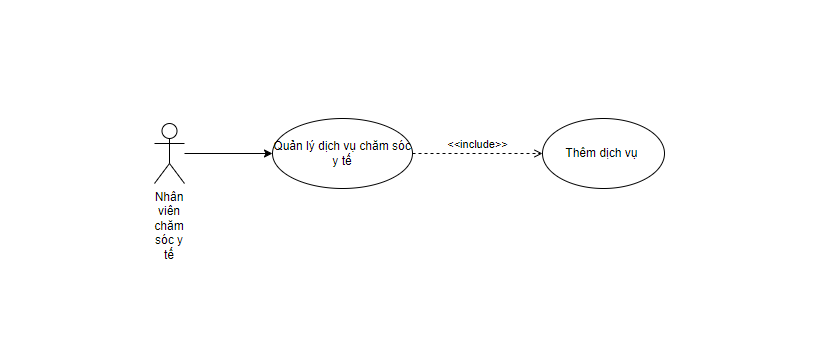 Quản lý dịch vụ chăm sóc
y tế
<<include>>
Thêm dịch vụ
Nhân
viên
chăm
sóc y
tế